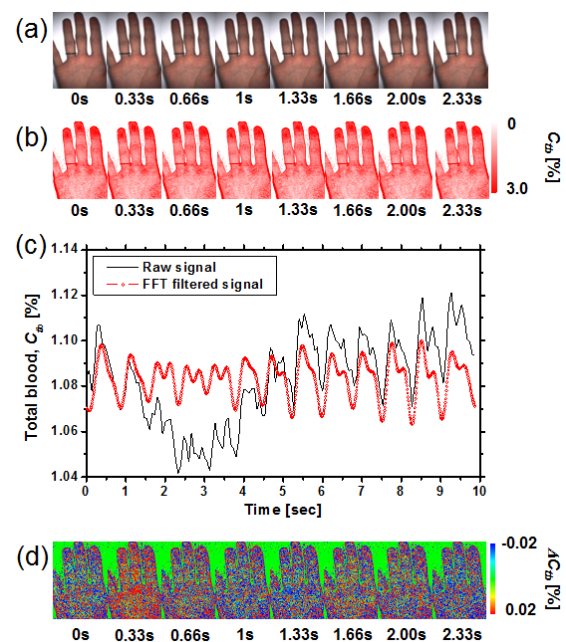 (a)
0s 0.33s 0.66s 1s 1.33s 1.66s 2.00s 2.33s
(b)
0
C_tb [%]
3.0
0s 0.33s 0.66s 1s 1.33s 1.66s 2.00s 2.33s
(c)
Total blood, C_tb [%]
1.14
1.12
1.10
1.08
1.06
1.04
Raw signal
FFT filtered signal
0 1 2 3 4 5 6 7 8 9 10
Time [sec]
(d)
-0.02
ΔC_tb [%]
0.02
0s 0.33s 0.66s 1s 1.33s 1.66s 2.00s 2.33s